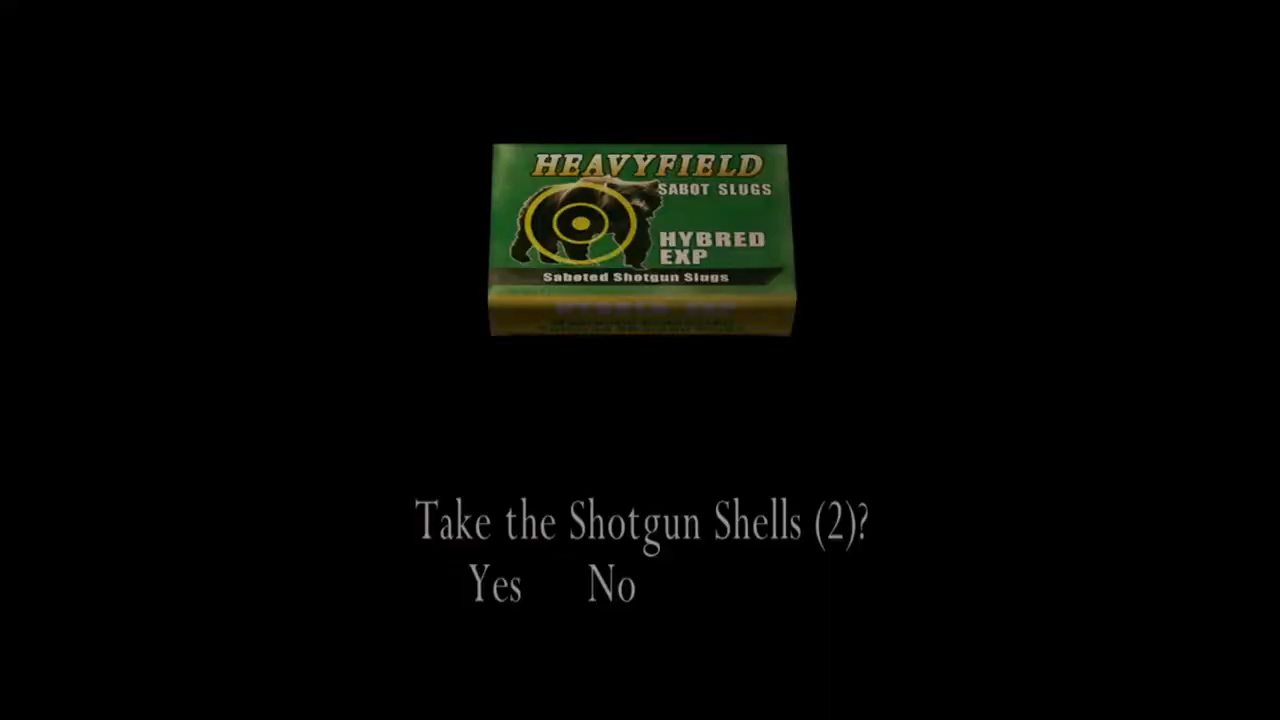 HEAVYFIELD
SABOT SLUGS
HYBRED
EXP
Saboted Shotgun Slugs
Take the Shotgun Shells (2)?
Yes No